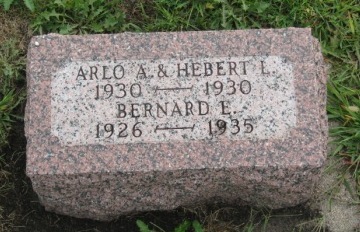 ARLO A. & HEBERT L.
1930 — 1930
BERNARD E.
1926 — 1935